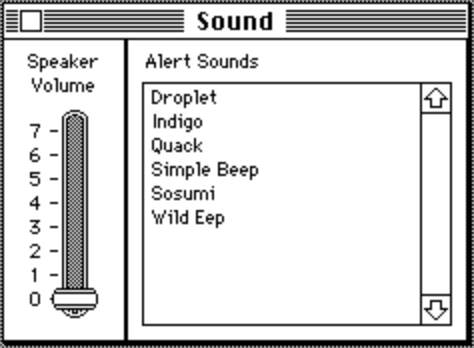 Sound
Speaker
Volume
7
6
5
4
3
2
1
0
Alert Sounds
Droplet
Indigo
Quack
Simple Beep
Sosumi
Wild Eep